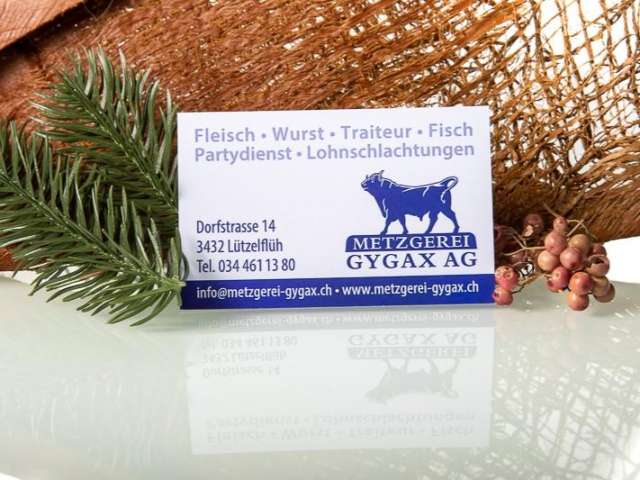 Fleisch • Wurst • Traiteur • Fisch
Partydienst • Lohnschlachtungen
Dorfstrasse 14
3432 Lützelflüh
Tel. 034 461 13 80
METZGEREI
GYGAX AG
info@metzgerei-gygax.ch • www.metzgerei-gygax.ch